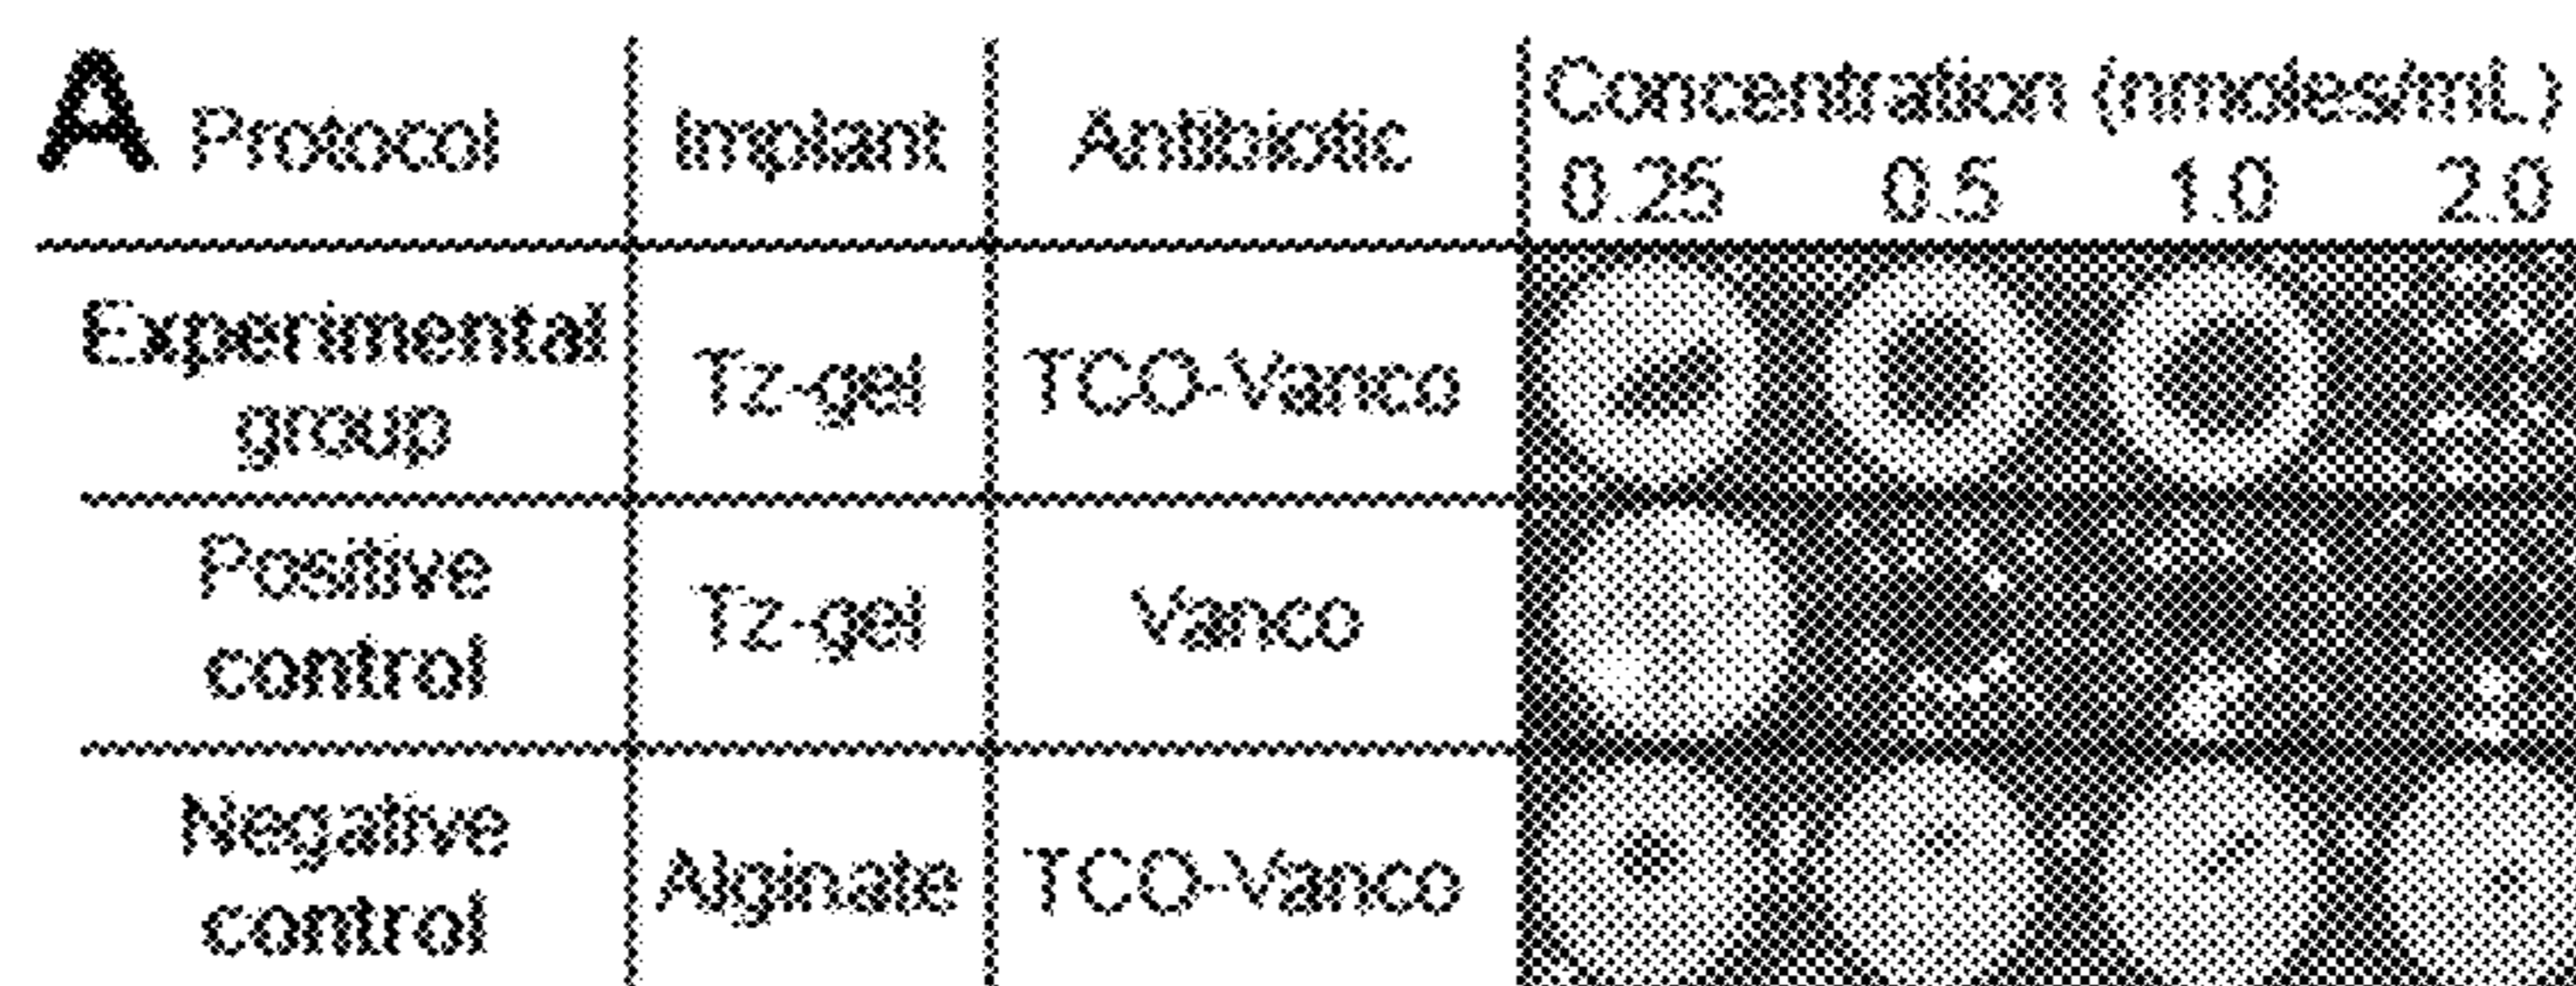 A Protocol Implant Antibiotic Concentration (nmoles/mL)
0.25 0.5 1.0 2.0
Experimental
group
Tz-gel TCO-Vanco
Positive
control
Tz-gel Vanco
Negative
control
Alginate TCO-Vanco